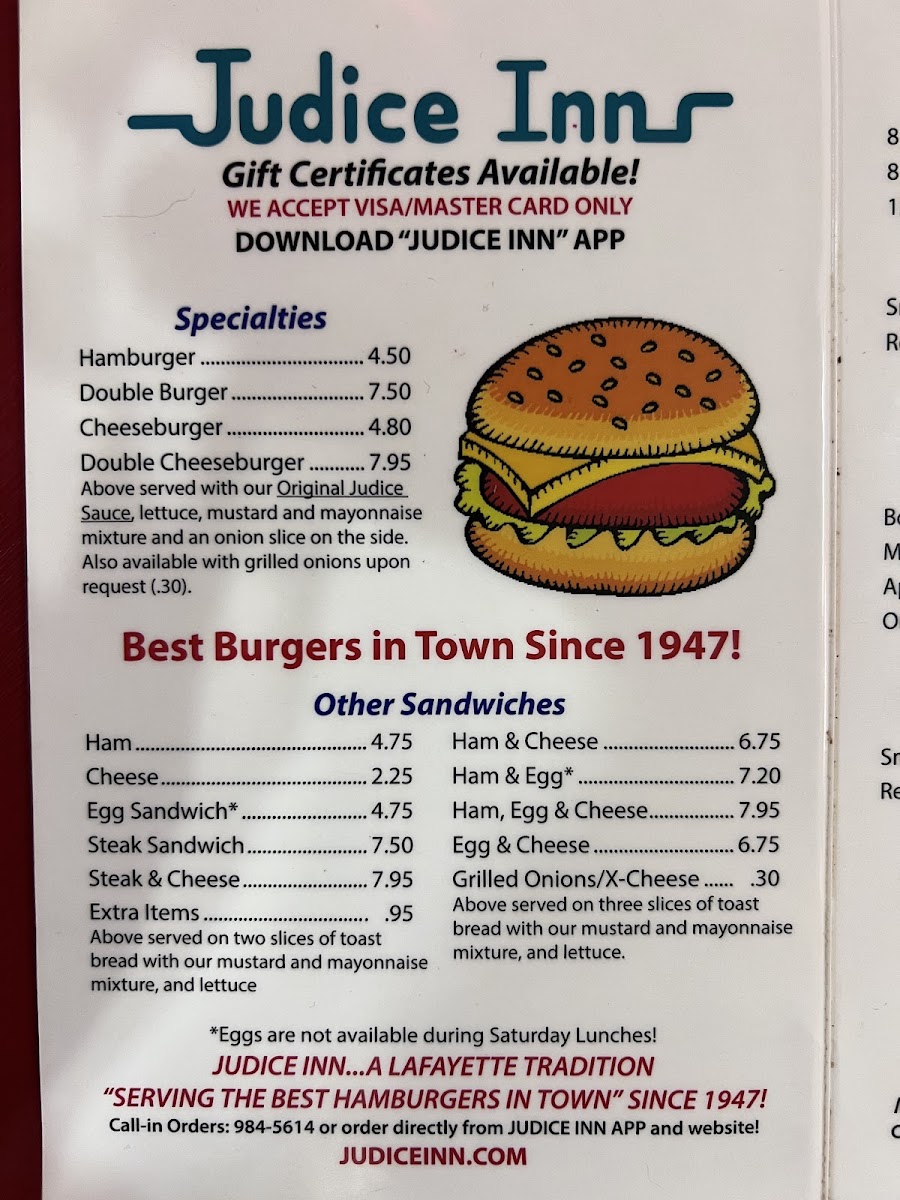 Judice Inn
Gift Certificates Available!
WE ACCEPT VISA/MASTER CARD ONLY
DOWNLOAD “JUDICE INN” APP
Specialties
Hamburger ............................ 4.50
Double Burger ....................... 7.50
Cheeseburger ........................ 4.80
Double Cheeseburger ........... 7.95
Above served with our Original Judice
Sauce, lettuce, mustard and mayonnaise
mixture and an onion slice on the side.
Also available with grilled onions upon
request (.30).
Best Burgers in Town Since 1947!
Other Sandwiches
Ham ........................................ 4.75
Cheese .................................... 2.25
Egg Sandwich* ...................... 4.75
Steak Sandwich ..................... 7.50
Steak & Cheese ...................... 7.95
Extra Items ............................. .95
Above served on two slices of toast
bread with our mustard and mayonnaise
mixture, and lettuce
Ham & Cheese ....................... 6.75
Ham & Egg* ........................... 7.20
Ham, Egg & Cheese ............... 7.95
Egg & Cheese ......................... 6.75
Grilled Onions/X-Cheese ...... .30
Above served on three slices of toast
bread with our mustard and mayonnaise
mixture, and lettuce.
*Eggs are not available during Saturday Lunches!
JUDICE INN...A LAFAYETTE TRADITION
“SERVING THE BEST HAMBURGERS IN TOWN” SINCE 1947!
Call-in Orders: 984-5614 or order directly from JUDICE INN APP and website!
JUDICEINN.COM